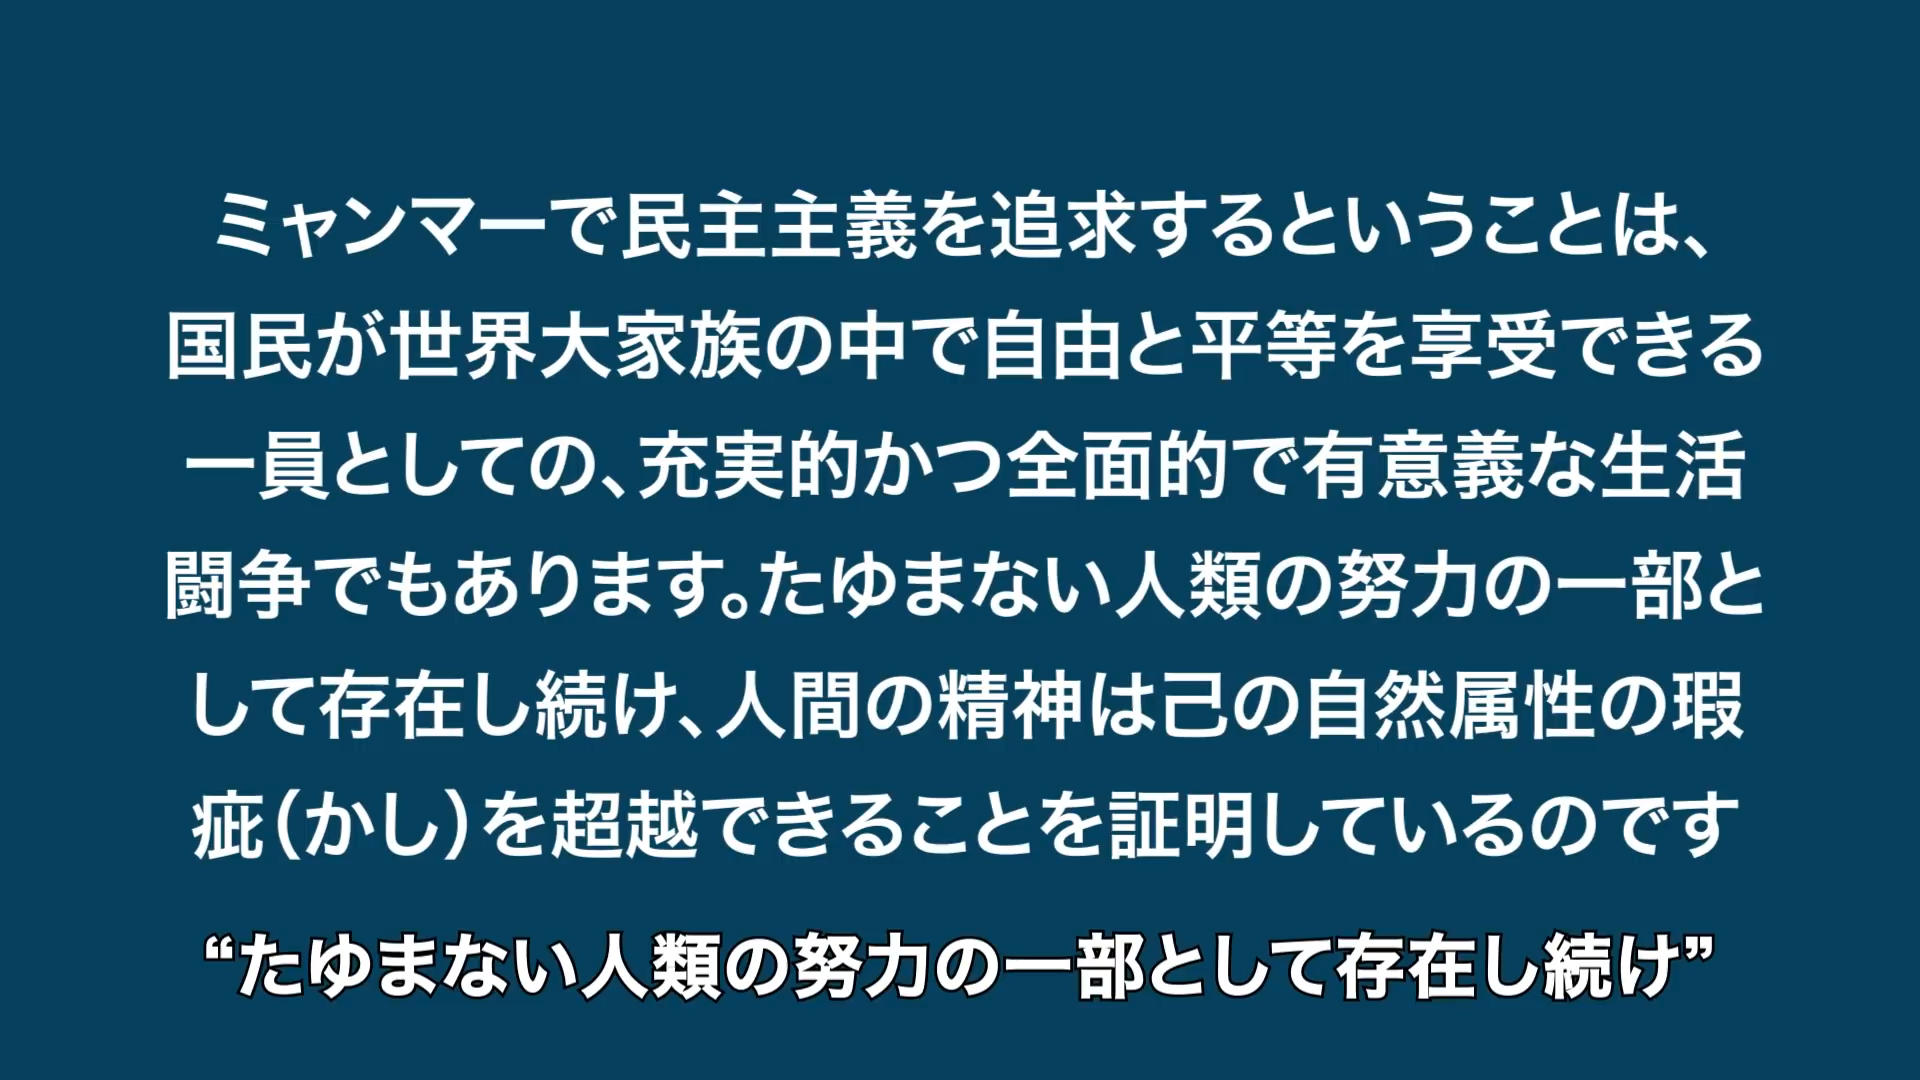 ミャンマーで民主主義を追求するということは、
国民が世界大家族の中で自由と平等を享受できる
一員としての、充実的かつ全面的で有意義な生活
闘争でもあります。たゆまない人類の努力の一部と
して存在し続け、人間の精神は己の自然属性の瑕
疵（かし）を超越できることを証明しているのです
“たゆまない人類の努力の一部として存在し続け”